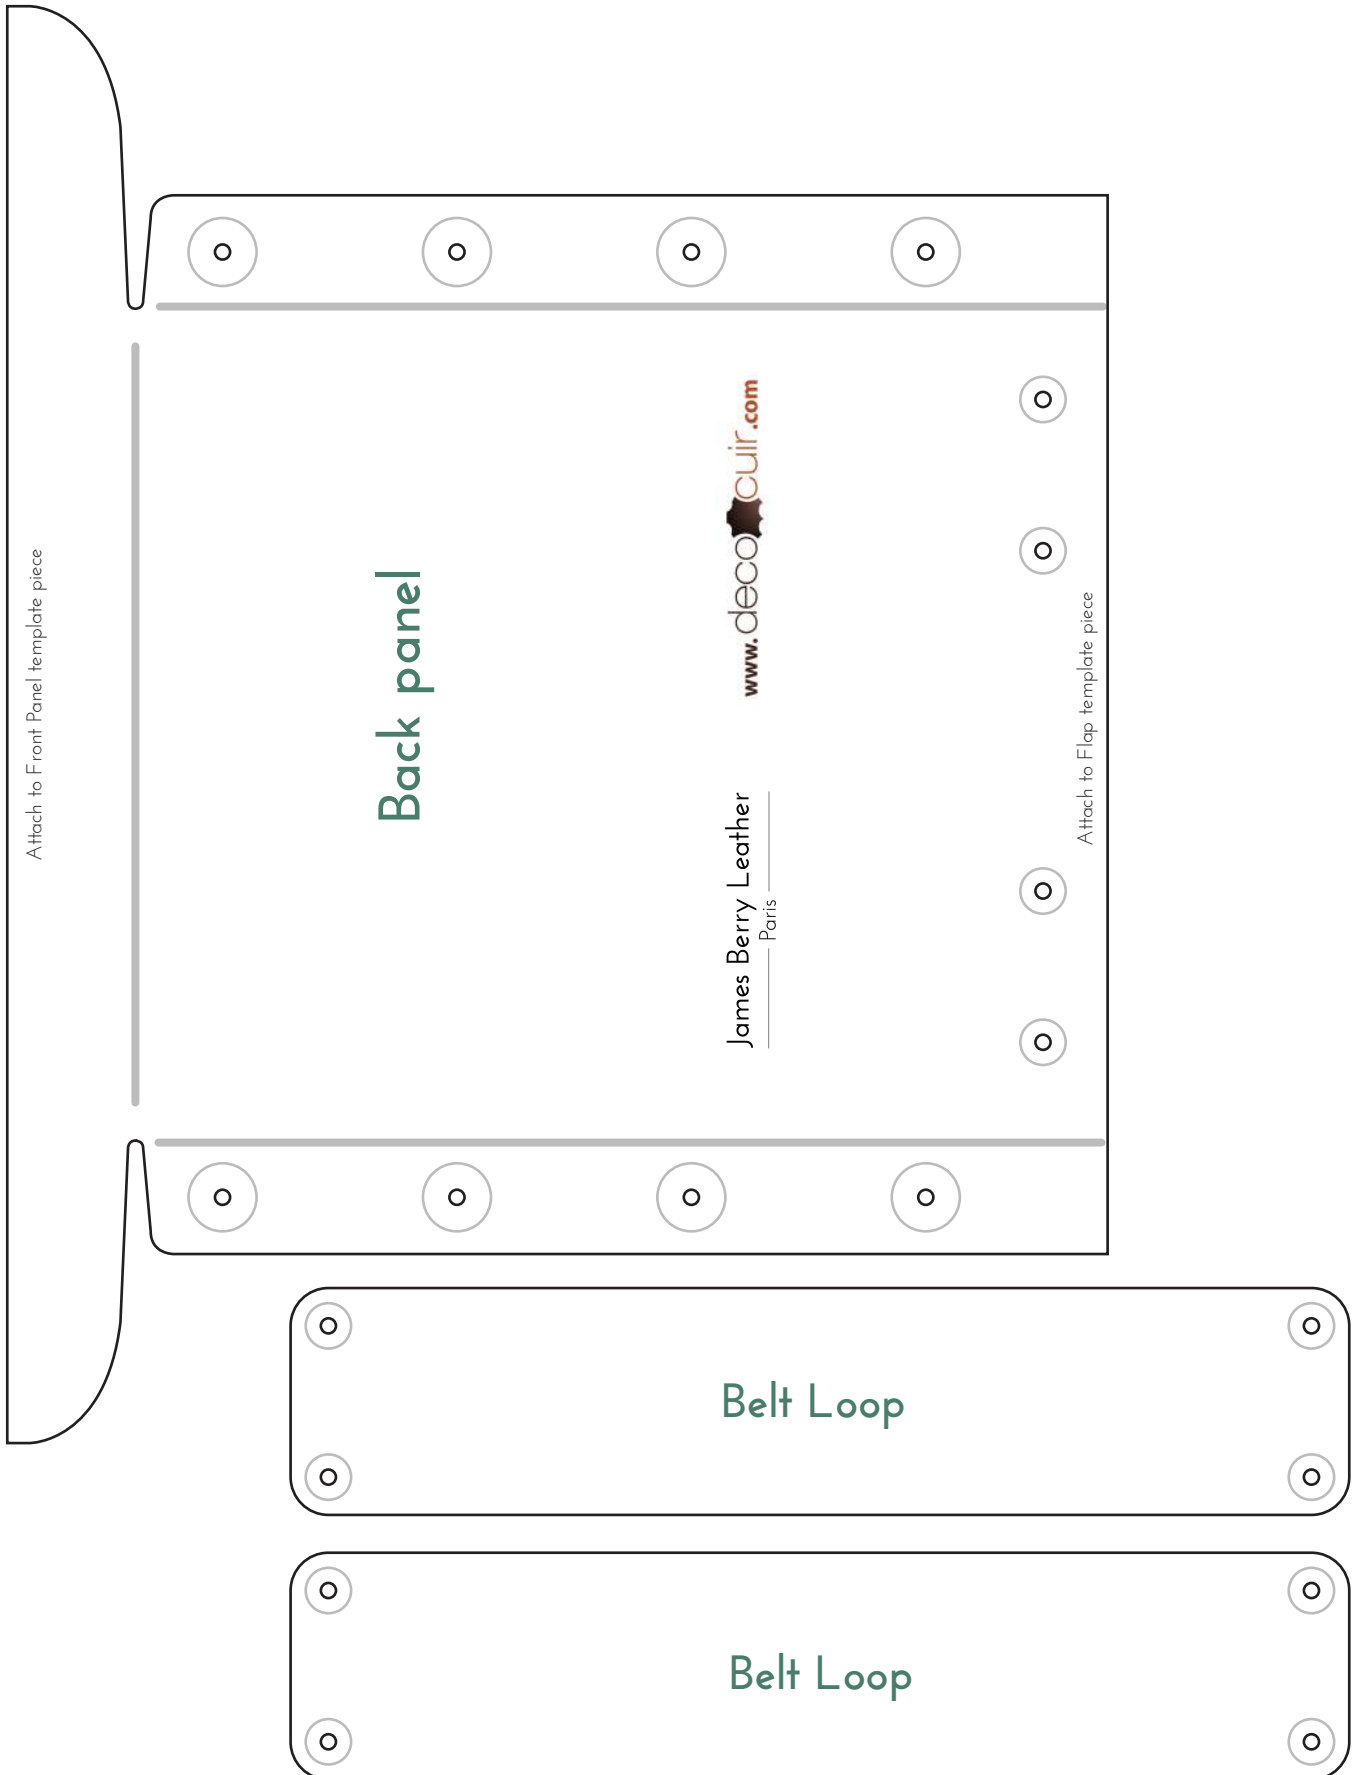 Attach to Front Panel template piece
Back panel
www.decocuir.com
James Berry Leather
Paris
Attach to Flap template piece
Belt Loop
Belt Loop